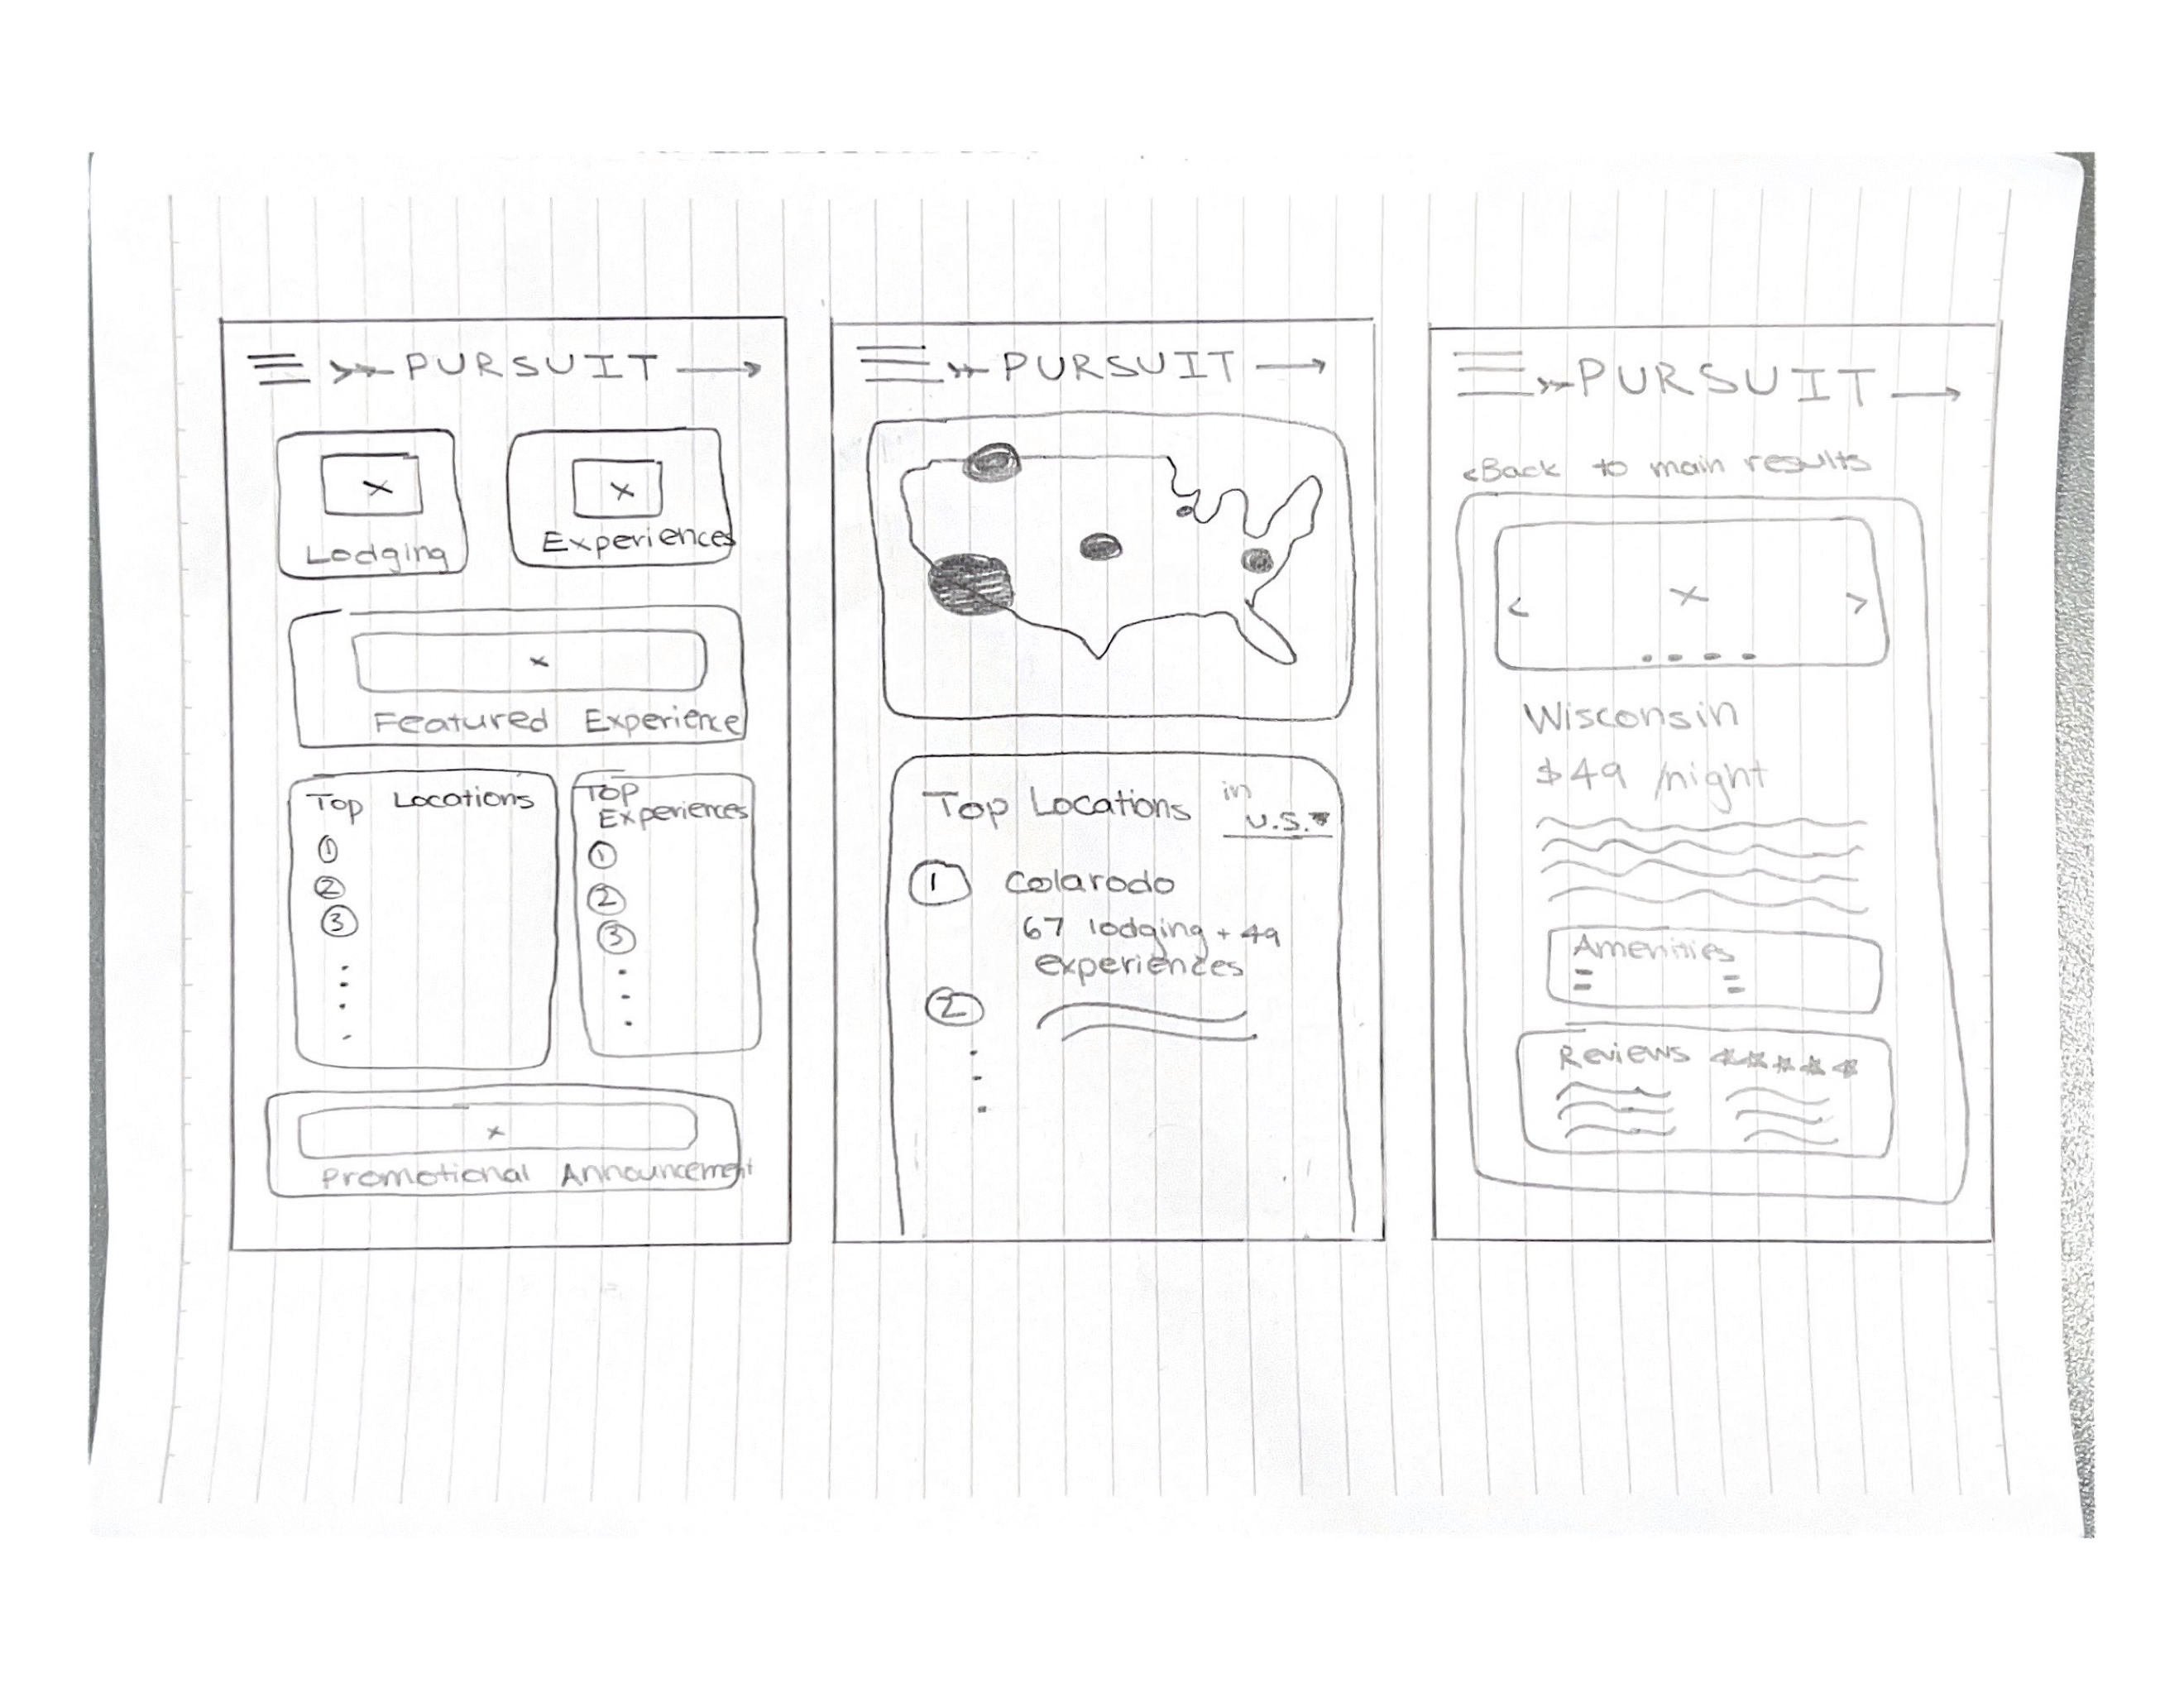 PURSUIT
Lodging
Experiences
Featured Experience
Top Locations
1
2
3
Top
Experiences
1
2
3
Promotional Announcement
PURSUIT
Top Locations in
U.S.
1 Colarodo
67 lodging + 49
experiences
2
PURSUIT
<Back to main results
< >
Wisconsin
$49 /night
Amenities
Reviews